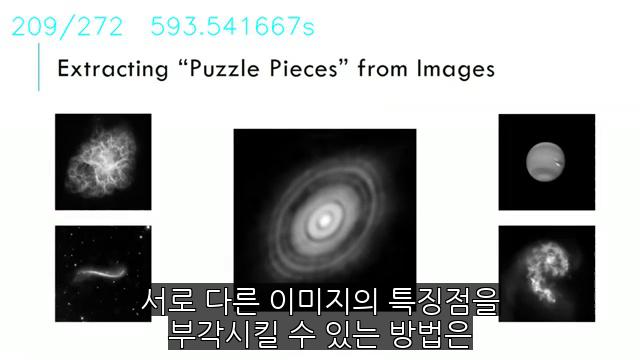 209/272 593.541667s
Extracting “Puzzle Pieces” from Images
서로 다른 이미지의 특징점을
부각시킬 수 있는 방법은